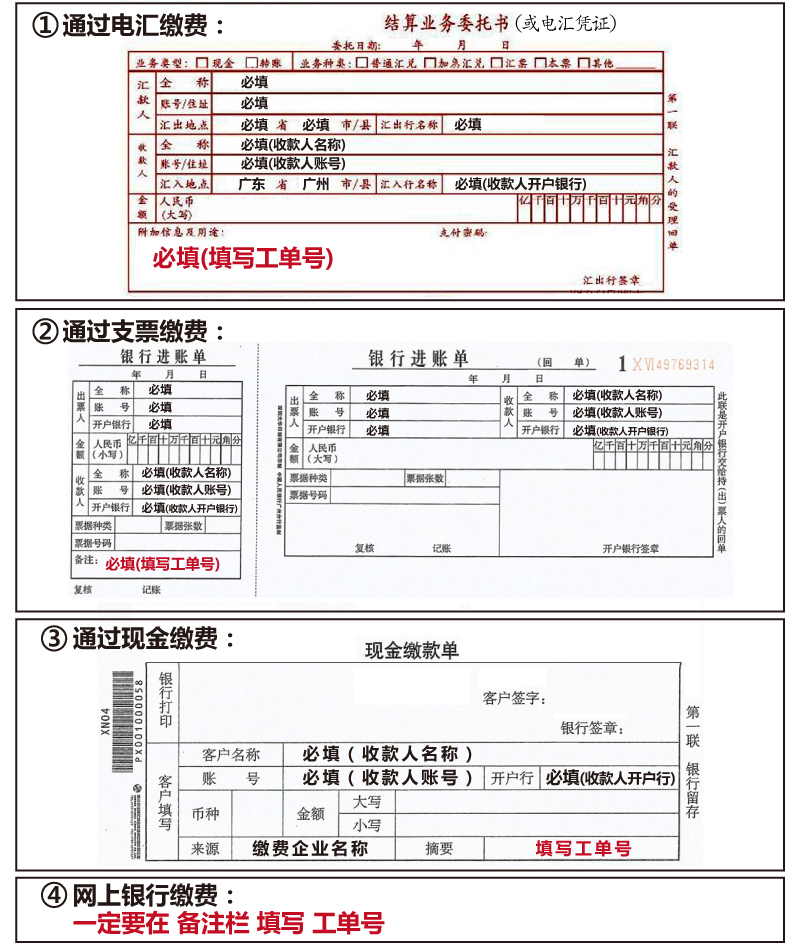 ①通过电汇缴费：
结算业务委托书（或电汇凭证）
委托日期： 年 月 日
业务类型：□现金 □转账 业务种类：□普通汇兑 □加急汇兑 □汇票 □本票 □其他
汇款人 全 称 必填
账号/住址 必填
汇出地点 必填 省 必填 市/县 汇出行名称 必填
收款人 全 称 必填(收款人名称)
账号/住址 必填(收款人账号)
汇入地点 广东 省 广州 市/县 汇入行名称 必填(收款人开户银行)
金额 人民币(大写) 亿千百十万千百十元角分
附加信息及用途： 支付密码:
必填(填写工单号)
汇出行签章
第一联 汇款人的受理回单
②通过支票缴费：
银行进账单
年 月 日
出票人 全 称 必填
账 号 必填
开户银行 必填
金额 人民币(小写) 亿千百十万千百十元角分
收款人 全 称 必填(收款人名称)
账 号 必填(收款人账号)
开户银行 必填(收款人开户银行)
票据种类 票据张数
票据号码
备注： 必填(填写工单号)
复核 记账
银行进账单 （回 单） 1 XⅥ49769314
年 月 日
出票人 全 称 必填 收款人 全 称 必填(收款人名称)
账 号 必填 账 号 必填(收款人账号)
开户银行 必填 开户银行 必填(收款人开户银行)
金额 人民币(大写) 亿千百十万千百十元角分
票据种类 票据张数
票据号码
复核 记账 开户银行签章
此联是开户银行交给持(出)票人的回单
③通过现金缴费：
现金缴款单
XN04
PX001000058
银行打印 客户签字：
银行签章：
客户填写 客户名称 必填（收款人名称）
账 号 必填（收款人账号） 开户行 必填(收款人开户行)
币种 金额 大写
小写
来源 缴费企业名称 摘要 填写工单号
第一联 银行留存
④网上银行缴费：
一定要在 备注栏 填写 工单号